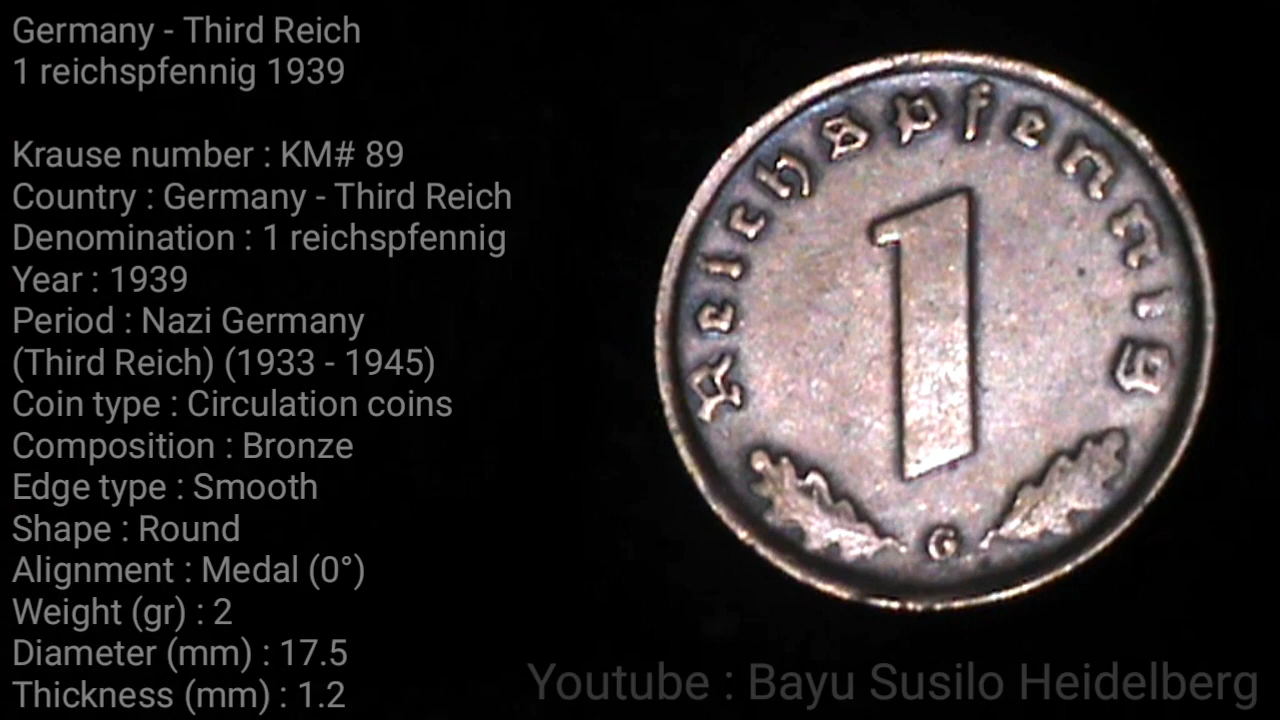 Germany - Third Reich
1 reichspfennig 1939
Krause number : KM# 89
Country : Germany - Third Reich
Denomination : 1 reichspfennig
Year : 1939
Period : Nazi Germany
(Third Reich) (1933 - 1945)
Coin type : Circulation coins
Composition : Bronze
Edge type : Smooth
Shape : Round
Alignment : Medal (0°)
Weight (gr) : 2
Diameter (mm) : 17.5
Thickness (mm) : 1.2
Reichspfennig
1
G
Youtube : Bayu Susilo Heidelberg